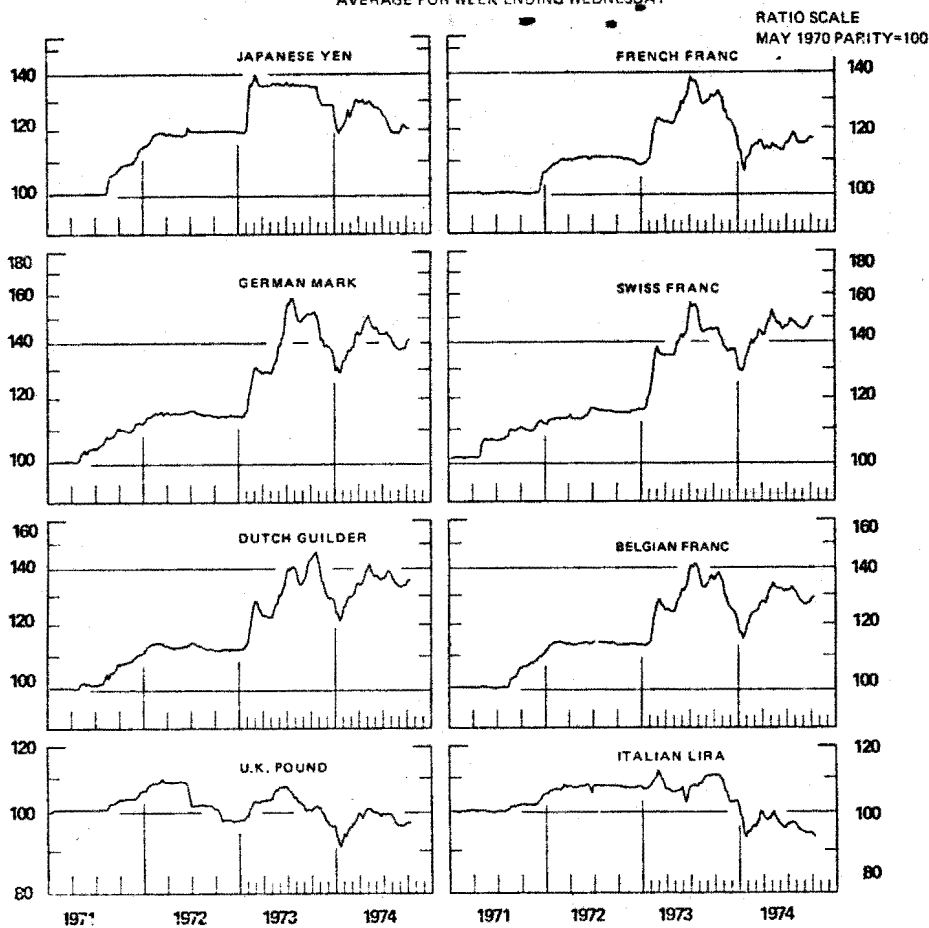 AVERAGE FOR WEEK ENDING WEDNESDAY
RATIO SCALE
MAY 1970 PARITY=100
JAPANESE YEN
140
120
100
FRENCH FRANC
140
120
100
GERMAN MARK
180
160
140
120
100
SWISS FRANC
180
160
140
120
100
DUTCH GUILDER
160
140
120
100
BELGIAN FRANC
160
140
120
100
U.K. POUND
120
100
80
ITALIAN LIRA
120
100
80
1971 1972 1973 1974
1971 1972 1973 1974